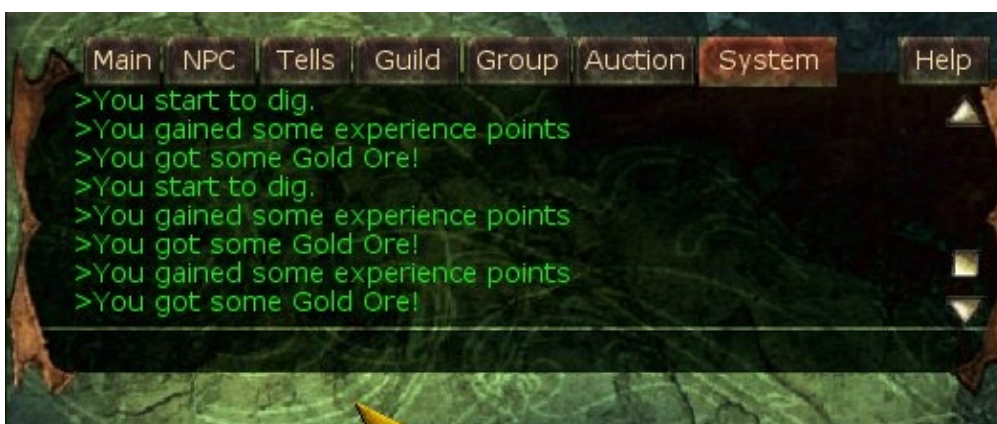 Main NPC Tells Guild Group Auction System Help
>You start to dig.
>You gained some experience points
>You got some Gold Ore!
>You start to dig.
>You gained some experience points
>You got some Gold Ore!
>You gained some experience points
>You got some Gold Ore!